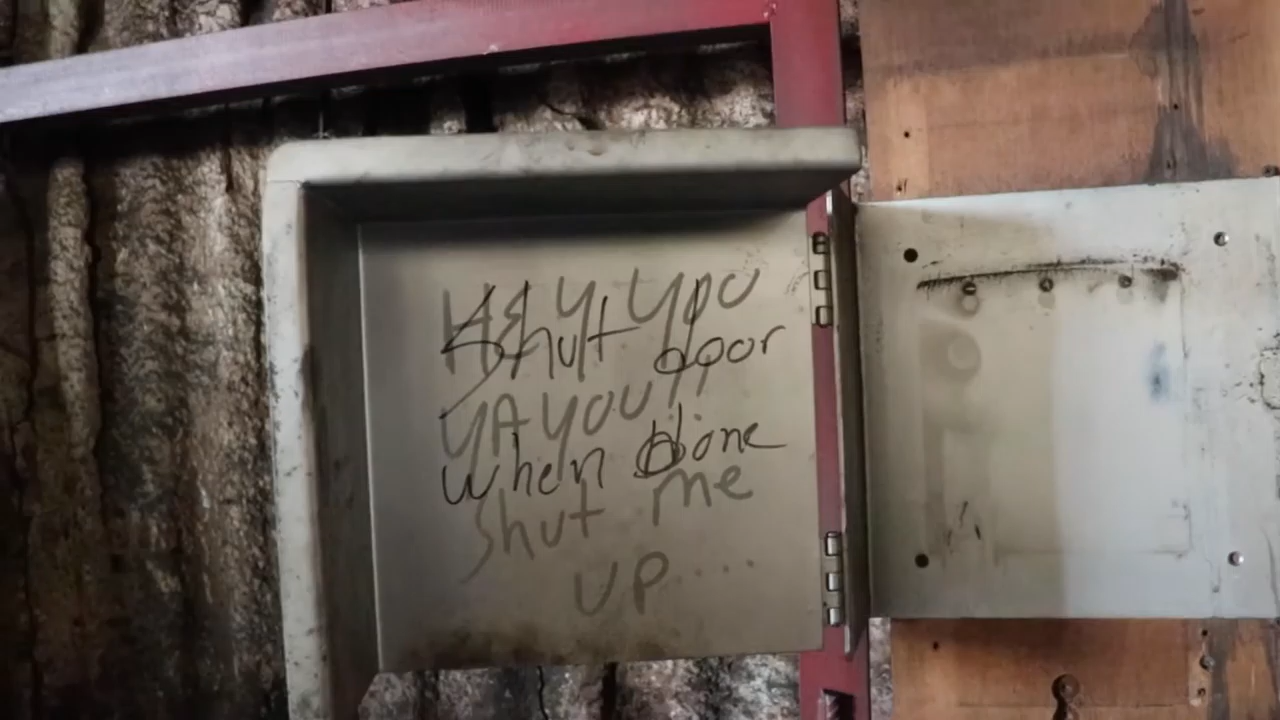 HEY YOU
Shut door
YA YOU!!
when done
Shut me
UP....